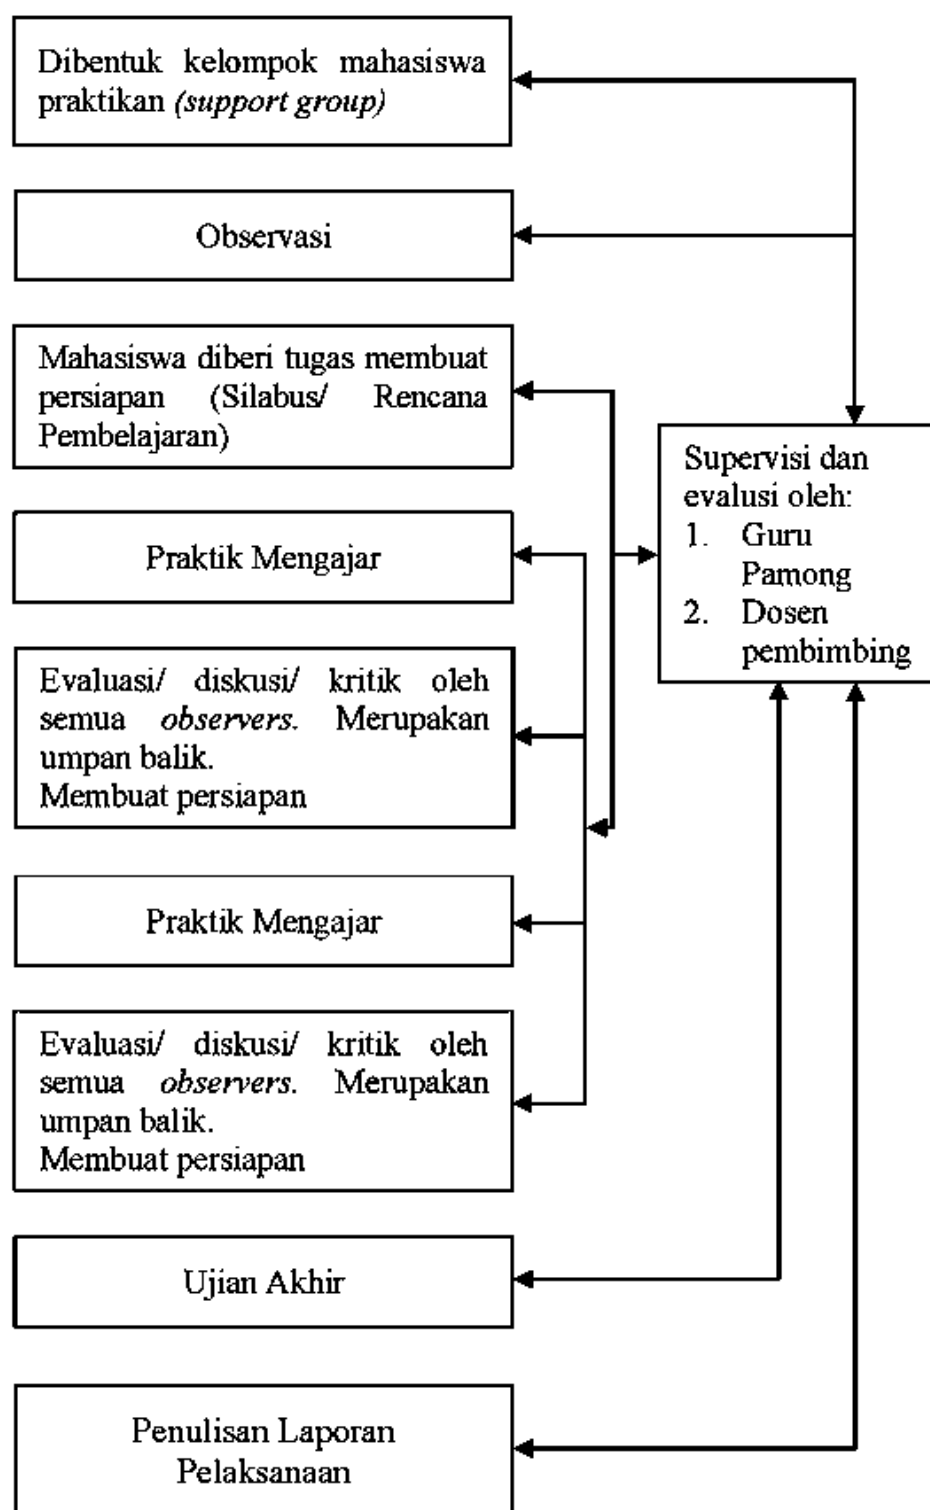 Dibentuk kelompok mahasiswa
praktikan (support group)
Observasi
Mahasiswa diberi tugas membuat
persiapan (Silabus/ Rencana
Pembelajaran)
Supervisi dan
evalusi oleh:
1. Guru
Pamong
2. Dosen
pembimbing
Praktik Mengajar
Evaluasi/ diskusi/ kritik oleh
semua observers. Merupakan
umpan balik.
Membuat persiapan
Praktik Mengajar
Evaluasi/ diskusi/ kritik oleh
semua observers. Merupakan
umpan balik.
Membuat persiapan
Ujian Akhir
Penulisan Laporan
Pelaksanaan